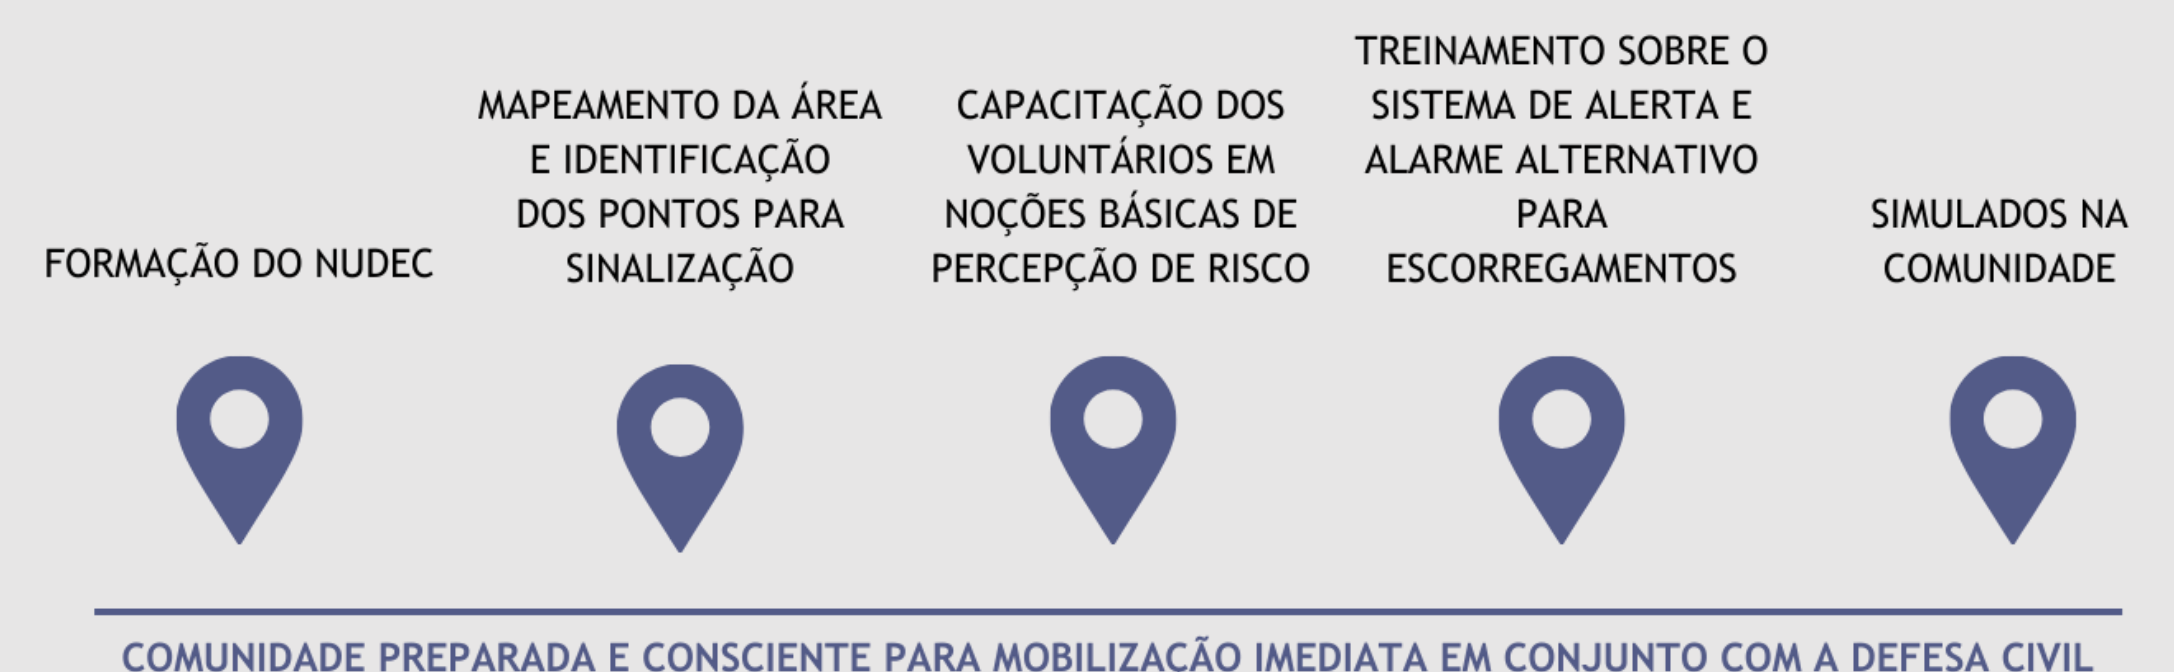 FORMAÇÃO DO NUDEC
MAPEAMENTO DA ÁREA
E IDENTIFICAÇÃO
DOS PONTOS PARA
SINALIZAÇÃO
CAPACITAÇÃO DOS
VOLUNTÁRIOS EM
NOÇÕES BÁSICAS DE
PERCEPÇÃO DE RISCO
TREINAMENTO SOBRE O
SISTEMA DE ALERTA E
ALARME ALTERNATIVO
PARA
ESCORREGAMENTOS
SIMULADOS NA
COMUNIDADE
COMUNIDADE PREPARADA E CONSCIENTE PARA MOBILIZAÇÃO IMEDIATA EM CONJUNTO COM A DEFESA CIVIL